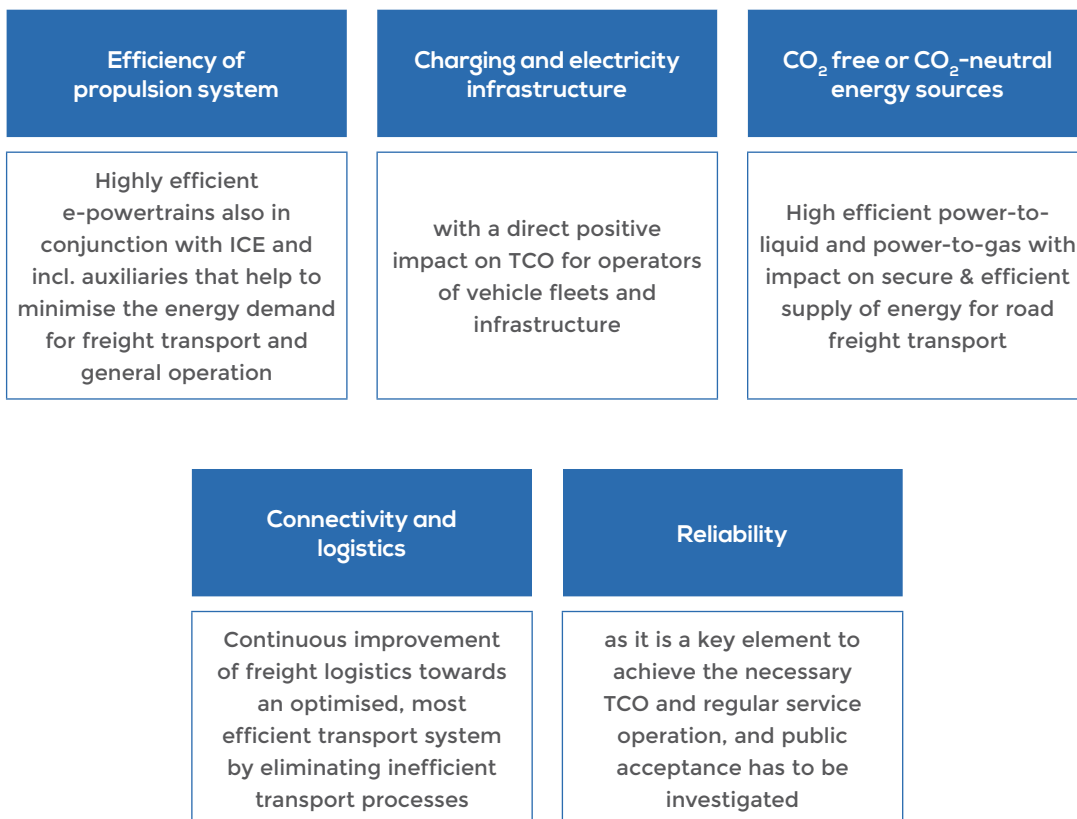 Efficiency of
propulsion system
Highly efficient
e-powertrains also in
conjunction with ICE and
incl. auxiliaries that help to
minimise the energy demand
for freight transport and
general operation
Charging and electricity
infrastructure
with a direct positive
impact on TCO for operators
of vehicle fleets and
infrastructure
CO₂ free or CO₂-neutral
energy sources
High efficient power-to-
liquid and power-to-gas with
impact on secure & efficient
supply of energy for road
freight transport
Connectivity and
logistics
Continuous improvement
of freight logistics towards
an optimised, most
efficient transport system
by eliminating inefficient
transport processes
Reliability
as it is a key element to
achieve the necessary
TCO and regular service
operation, and public
acceptance has to be
investigated